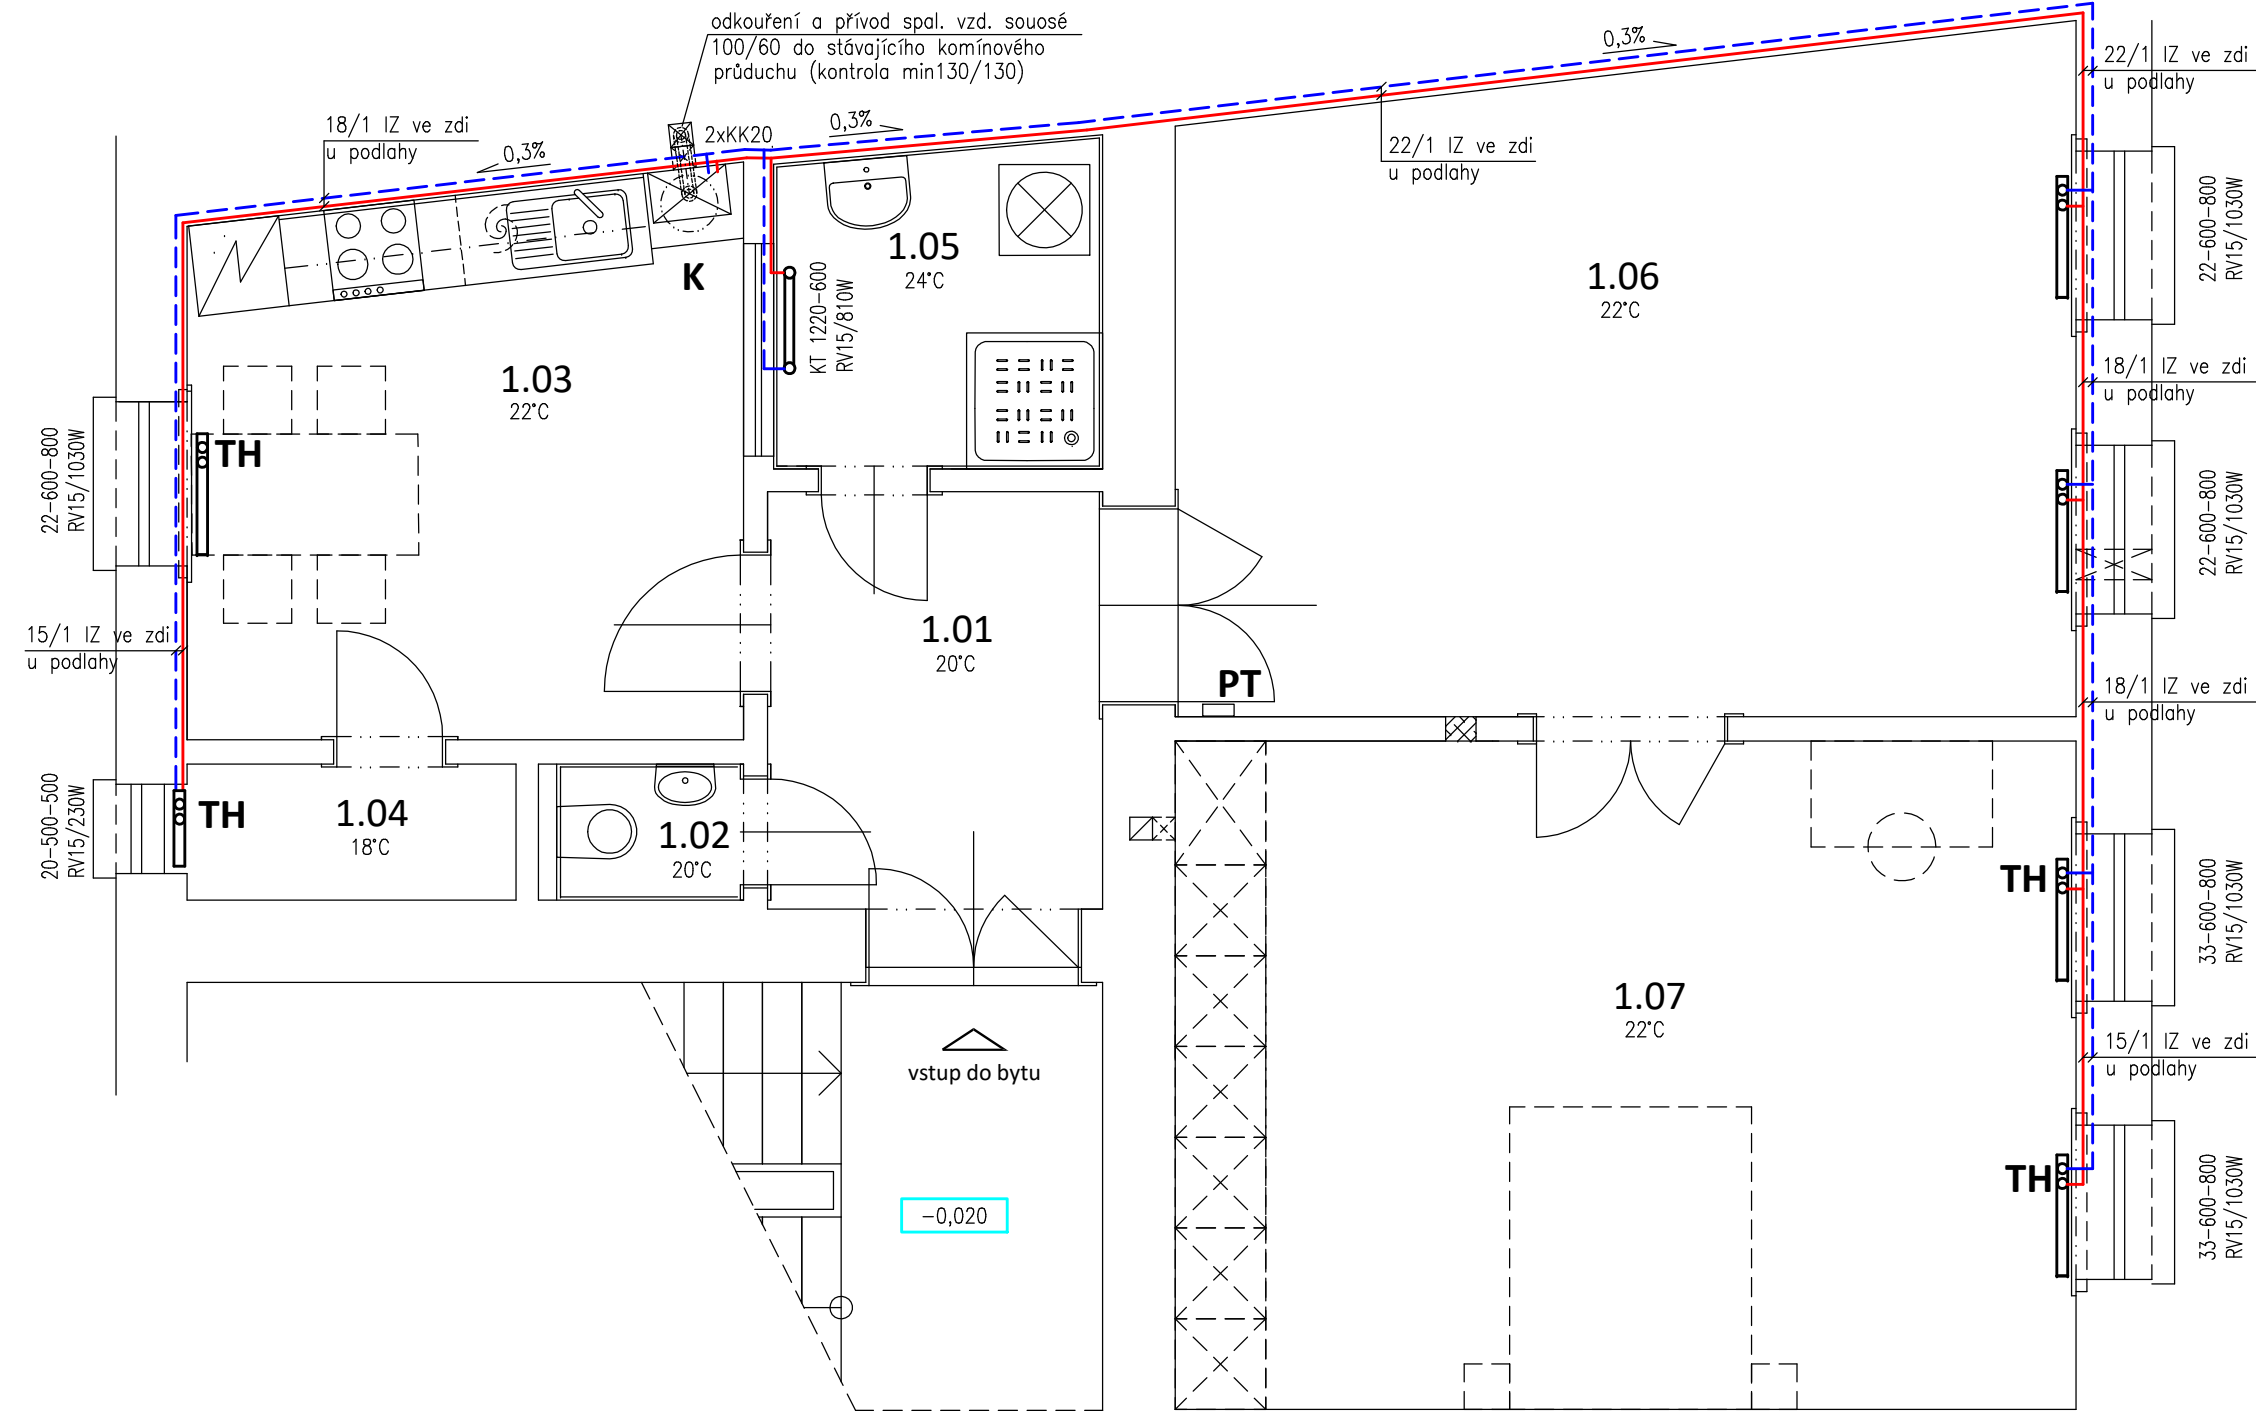 odkouření a přívod spal. vzd. souosé
100/60 do stávajícího komínového
průduchu (kontrola min130/130)
0,3%
22/1 IZ ve zdi
u podlahy
18/1 IZ ve zdi
u podlahy
0,3%
2xKK20
0,3%
22/1 IZ ve zdi
u podlahy
22-600-800
RV15/1030W
K
1.05
24°C
KT 1220-600
RV15/810W
1.06
22°C
1.03
22°C
18/1 IZ ve zdi
u podlahy
22-600-800
RV15/1030W
TH
22-600-800
RV15/1030W
15/1 IZ ve zdi
u podlahy
1.01
20°C
PT
18/1 IZ ve zdi
u podlahy
20-500-500
RV15/230W
TH
1.04
18°C
1.02
20°C
TH
33-600-800
RV15/1030W
1.07
22°C
vstup do bytu
15/1 IZ ve zdi
u podlahy
TH
33-600-800
RV15/1030W
-0,020